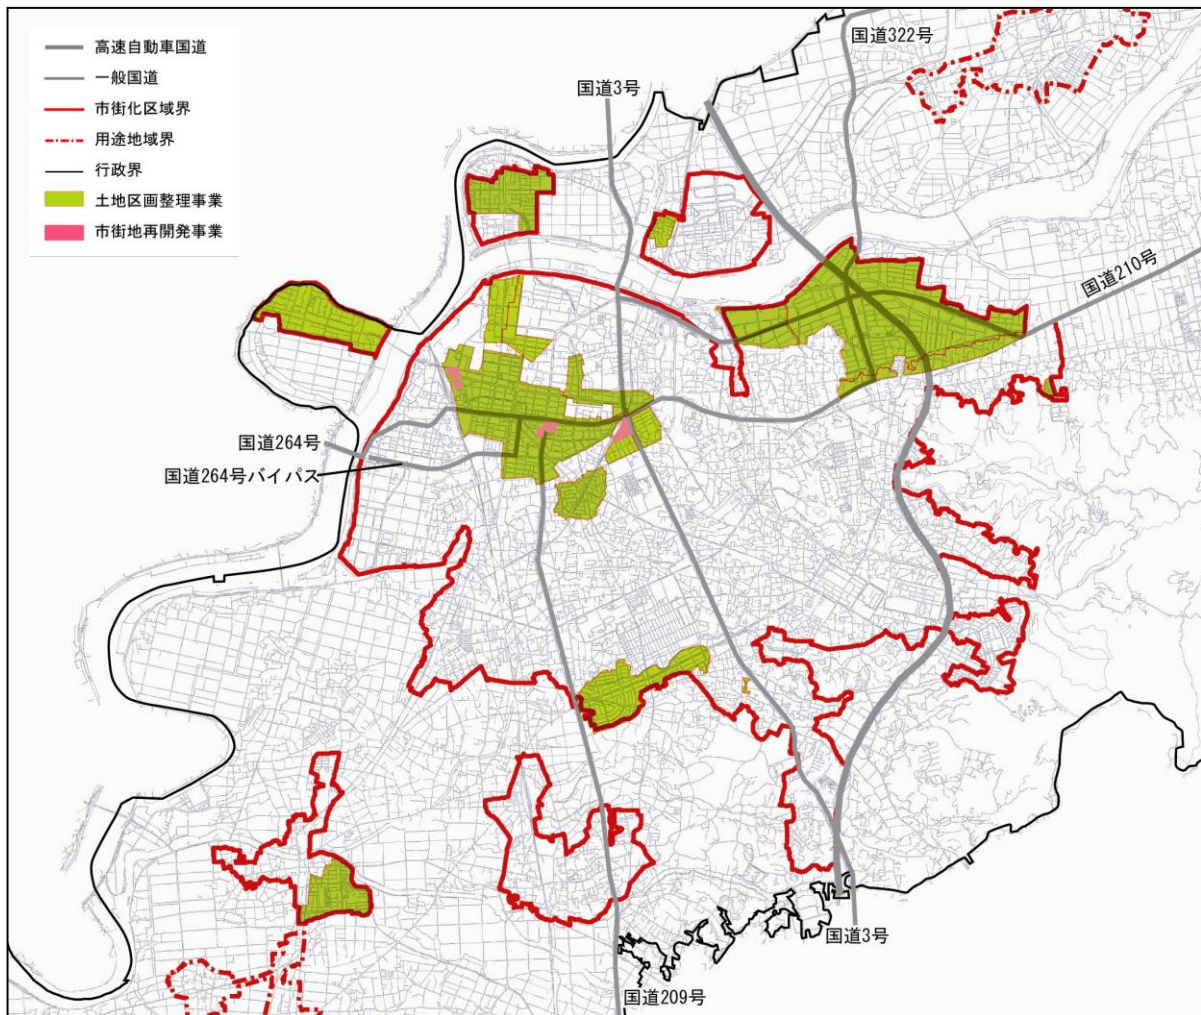 高速自動車国道
一般国道
市街化区域界
用途地域界
行政界
土地区画整理事業
市街地再開発事業
国道322号
国道3号
国道210号
国道264号
国道264号バイパス
国道3号
国道209号